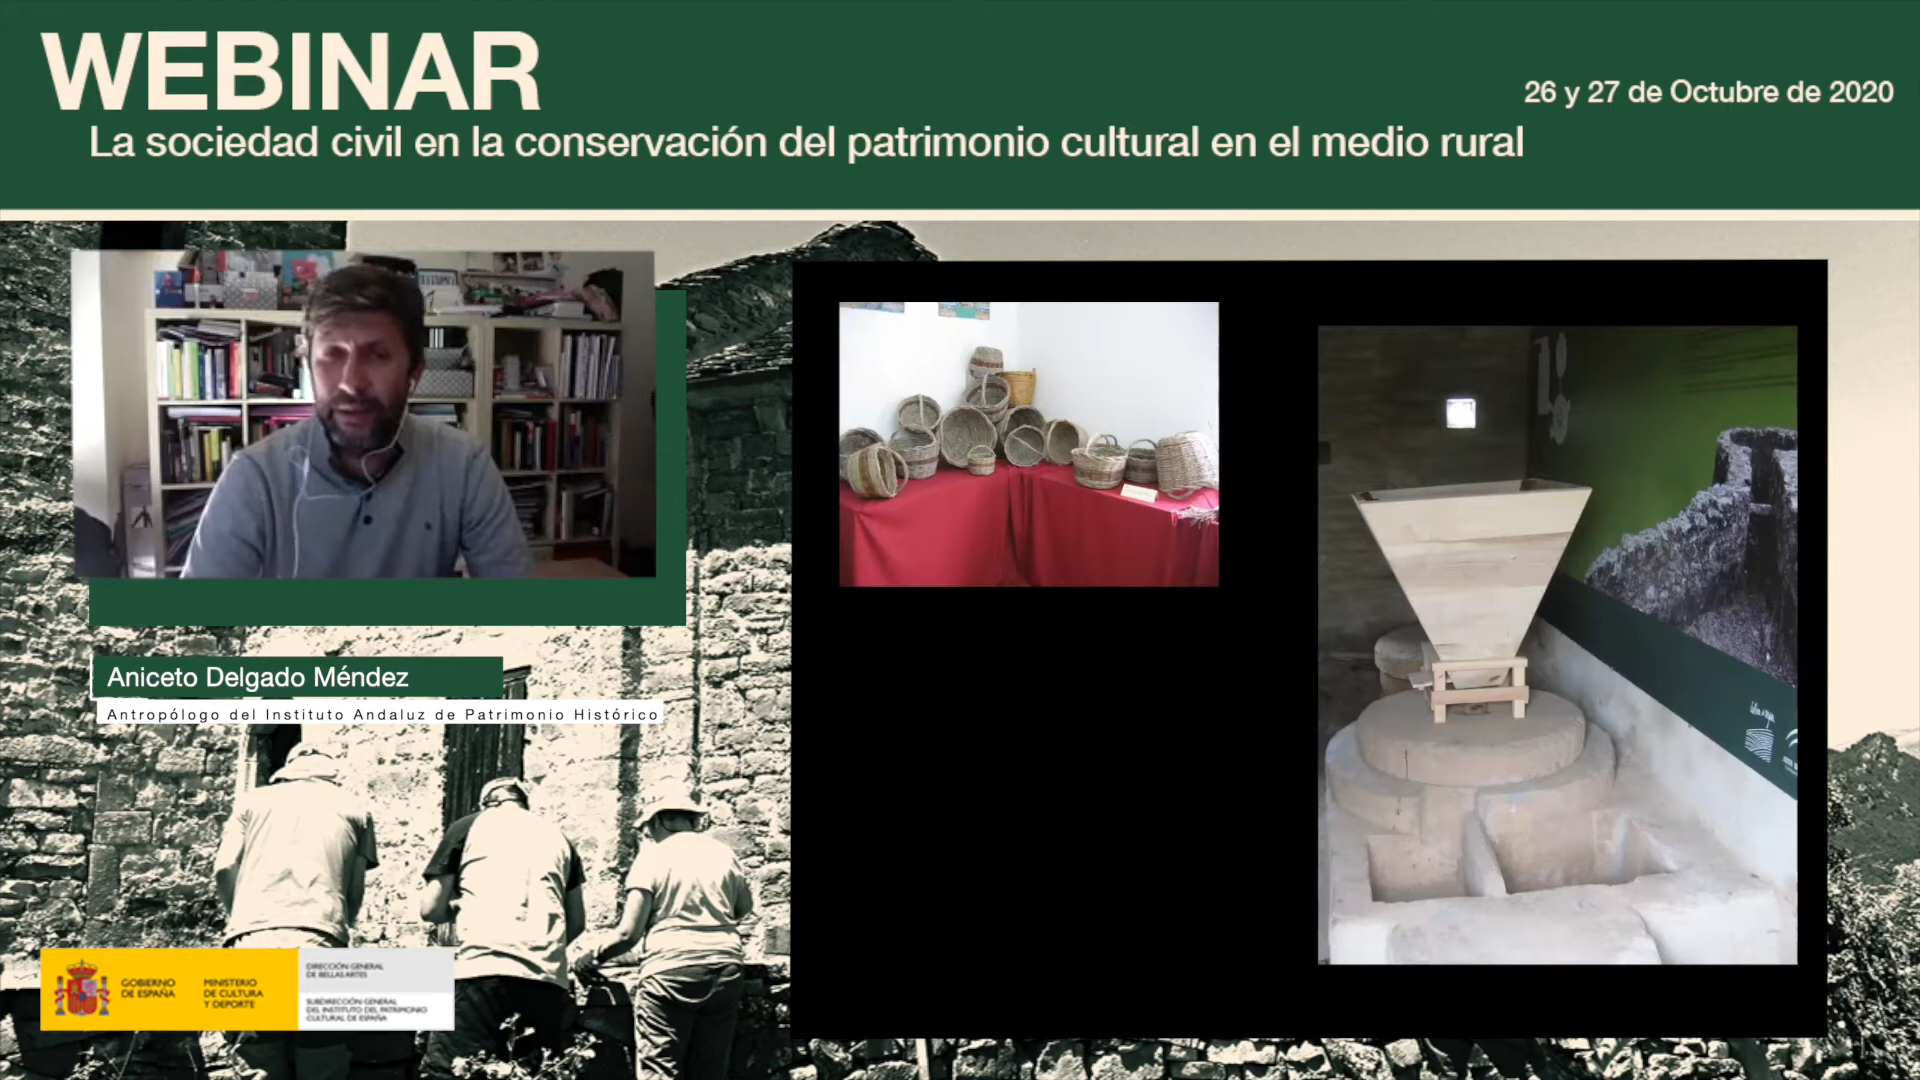 WEBINAR
26 y 27 de Octubre de 2020
La sociedad civil en la conservación del patrimonio cultural en el medio rural
Aniceto Delgado Méndez
Antropólogo del Instituto Andaluz de Patrimonio Histórico
GOBIERNO
DE ESPAÑA
MINISTERIO
DE CULTURA
Y DEPORTE
DIRECCIÓN GENERAL
DE BELLAS ARTES
SUBDIRECCIÓN GENERAL
DEL INSTITUTO DEL PATRIMONIO
CULTURAL DE ESPAÑA